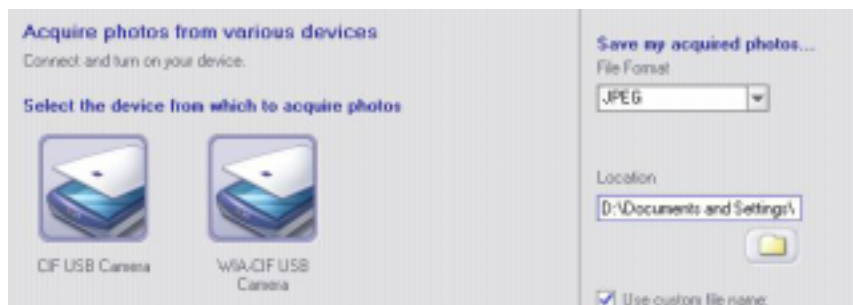 Acquire photos from various devices
Connect and turn on your device.
Select the device from which to acquire photos
CIF USB Camera
WIA-CIF USB
Camera
Save my acquired photos...
File Format
JPEG
Location
D:\Documents and Settings\
Use custom file name: